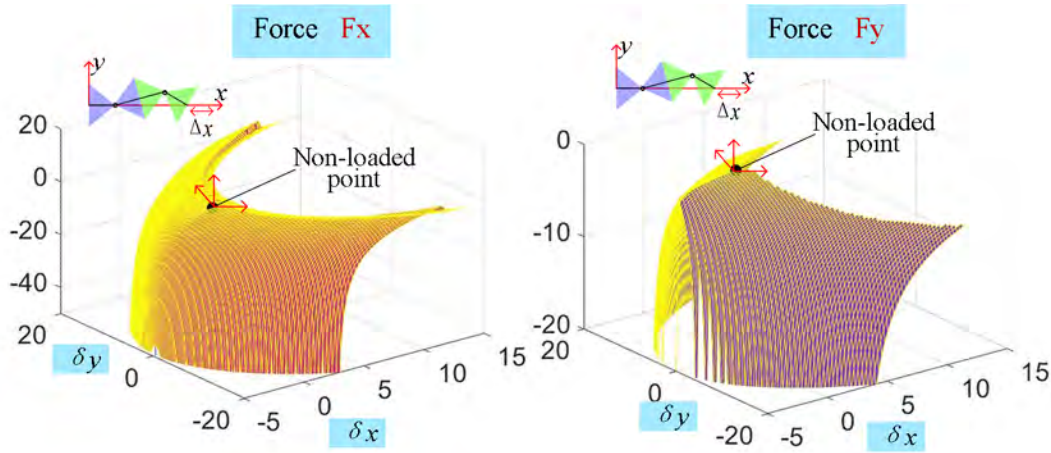 Force Fx
y
x
Δx
Non-loaded
point
20
0
-20
-40
20
0
-20
δy
-5
0
5
10
15
δx
Force Fy
y
x
Δx
Non-loaded
point
0
-10
-20
20
0
-20
δy
-5
0
5
10
15
δx